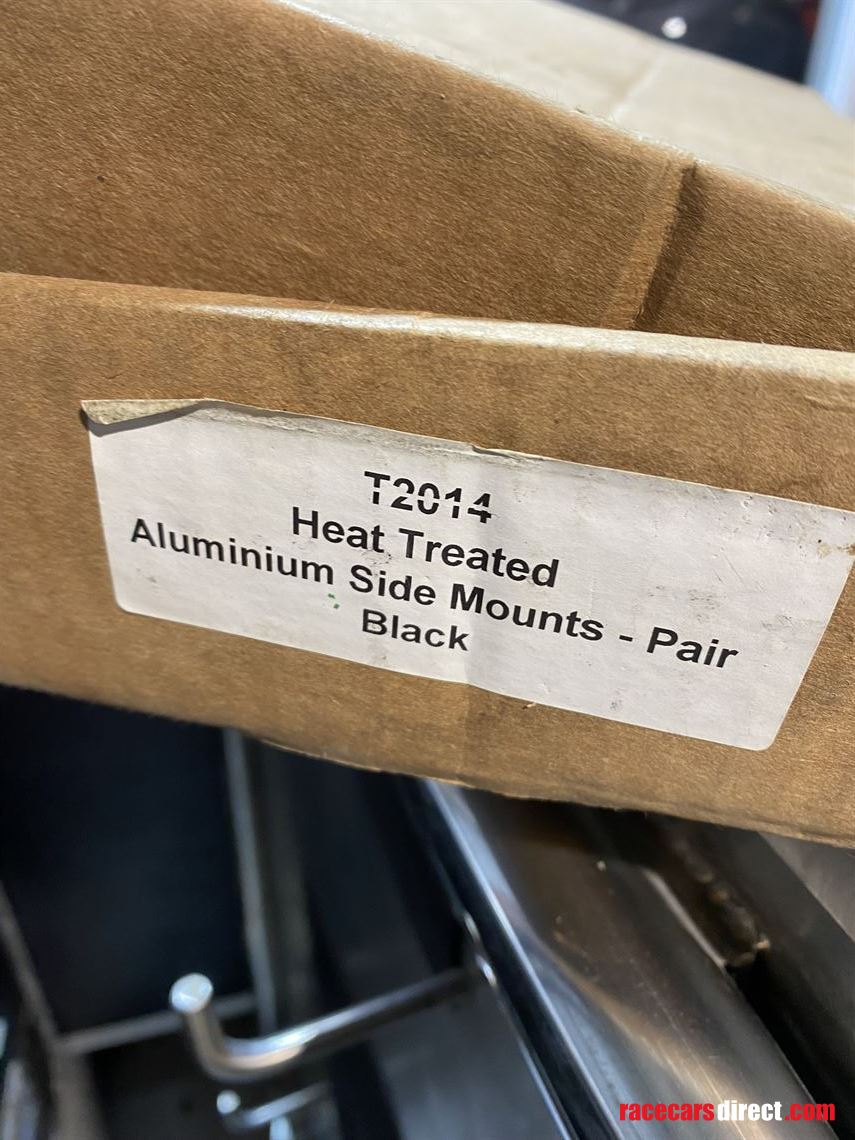 T2014
Heat Treated
Aluminium Side Mounts - Pair
Black
racecarsdirect.com